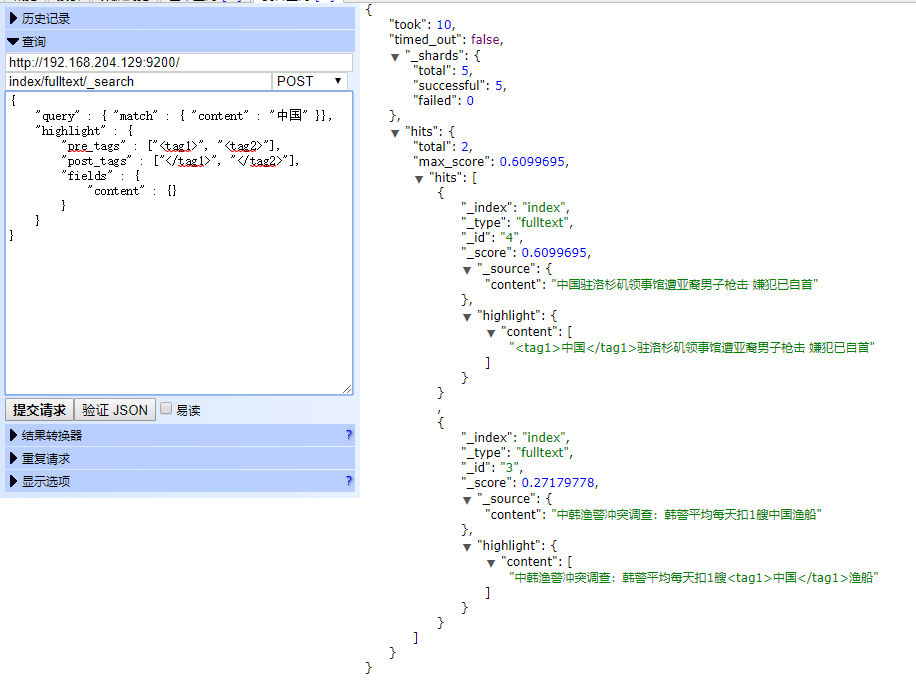 历史记录
查询
http://192.168.204.129:9200/
index/fulltext/_search POST
{
"query" : { "match" : { "content" : "中国" }},
"highlight" : {
"pre_tags" : ["<tag1>", "<tag2>"],
"post_tags" : ["</tag1>", "</tag2>"],
"fields" : {
"content" : {}
}
}
}
提交请求 验证 JSON 易读
结果转换器 ?
重复请求
显示选项 ?
{
"took": 10,
"timed_out": false,
"_shards": {
"total": 5,
"successful": 5,
"failed": 0
},
"hits": {
"total": 2,
"max_score": 0.6099695,
"hits": [
{
"_index": "index",
"_type": "fulltext",
"_id": "4",
"_score": 0.6099695,
"_source": {
"content": "中国驻洛杉矶领事馆遭亚裔男子枪击 嫌犯已自首"
},
"highlight": {
"content": [
"<tag1>中国</tag1>驻洛杉矶领事馆遭亚裔男子枪击 嫌犯已自首"
]
}
}
,
{
"_index": "index",
"_type": "fulltext",
"_id": "3",
"_score": 0.27179778,
"_source": {
"content": "中韩渔警冲突调查：韩警平均每天扣1艘中国渔船"
},
"highlight": {
"content": [
"中韩渔警冲突调查：韩警平均每天扣1艘<tag1>中国</tag1>渔船"
]
}
}
]
}
}